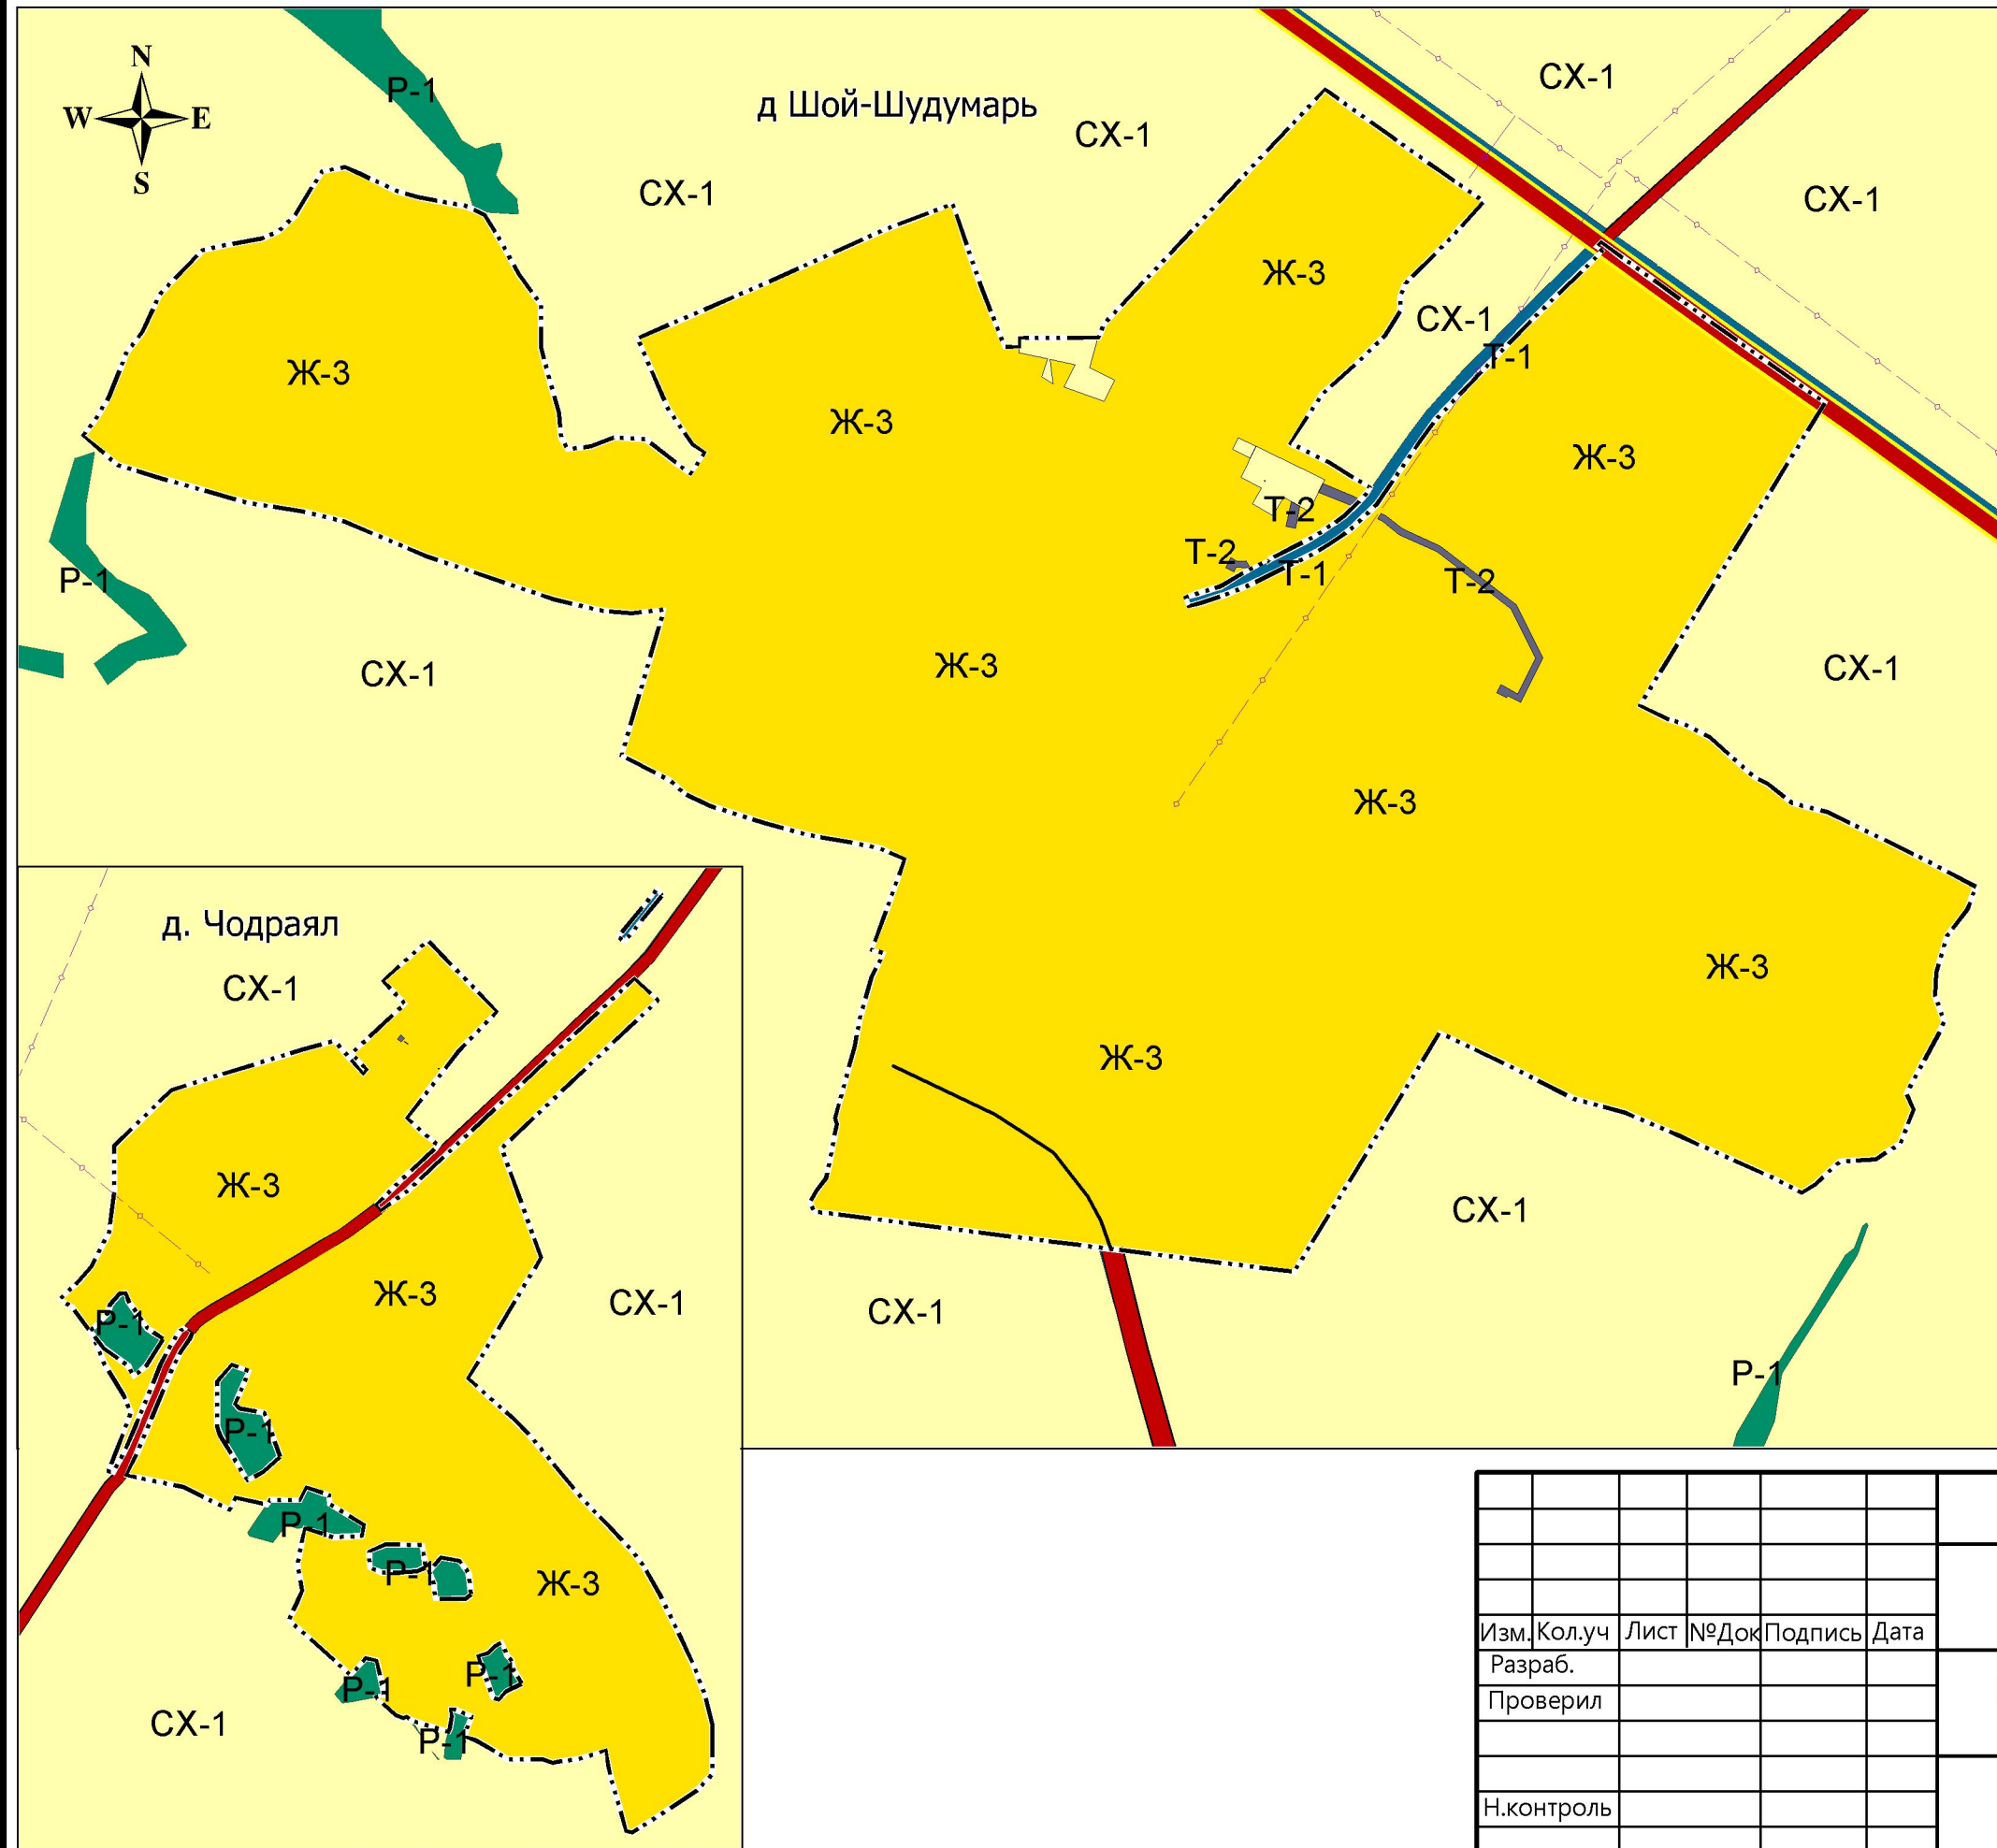 N
W E
S
Р-1
д Шой-Шудумарь
СХ-1
СХ-1
СХ-1
СХ-1
Ж-3
СХ-1
Т-1
Ж-3
Ж-3
Ж-3
Т-2
Т-2
Т-1
Т-2
Р-1
СХ-1
Ж-3
СХ-1
Ж-3
Ж-3
Ж-3
СХ-1
СХ-1
Р-1
д. Чодраял
СХ-1
Ж-3
Ж-3
СХ-1
Р-1
Р-1
Р-1
Р-1
Ж-3
Р-1
Р-1
СХ-1
Р-1
Изм. Кол.уч Лист №Док Подпись Дата
Разраб.
Проверил
Н.контроль